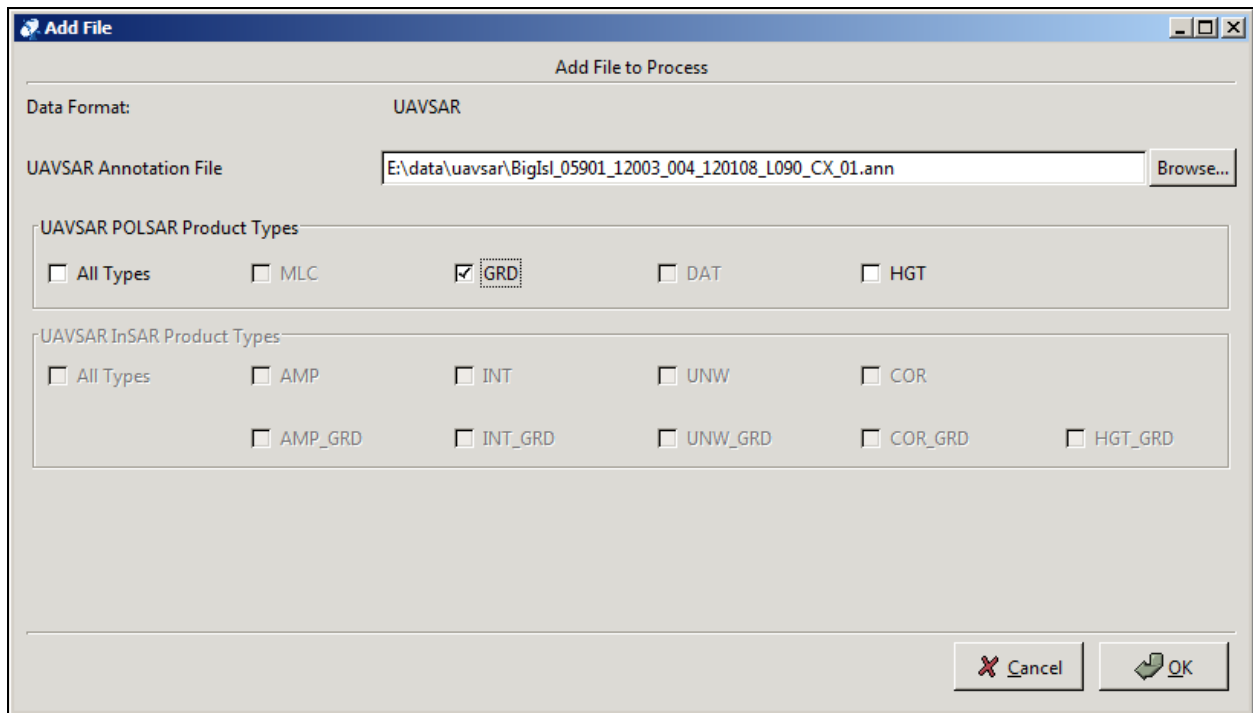 Add File
Add File to Process
Data Format: UAVSAR
UAVSAR Annotation File E:\data\uavsar\BigIsl_05901_12003_004_120108_L090_CX_01.ann Browse...
UAVSAR POLSAR Product Types
All Types MLC GRD DAT HGT
UAVSAR InSAR Product Types
All Types AMP INT UNW COR
AMP_GRD INT_GRD UNW_GRD COR_GRD HGT_GRD
Cancel OK